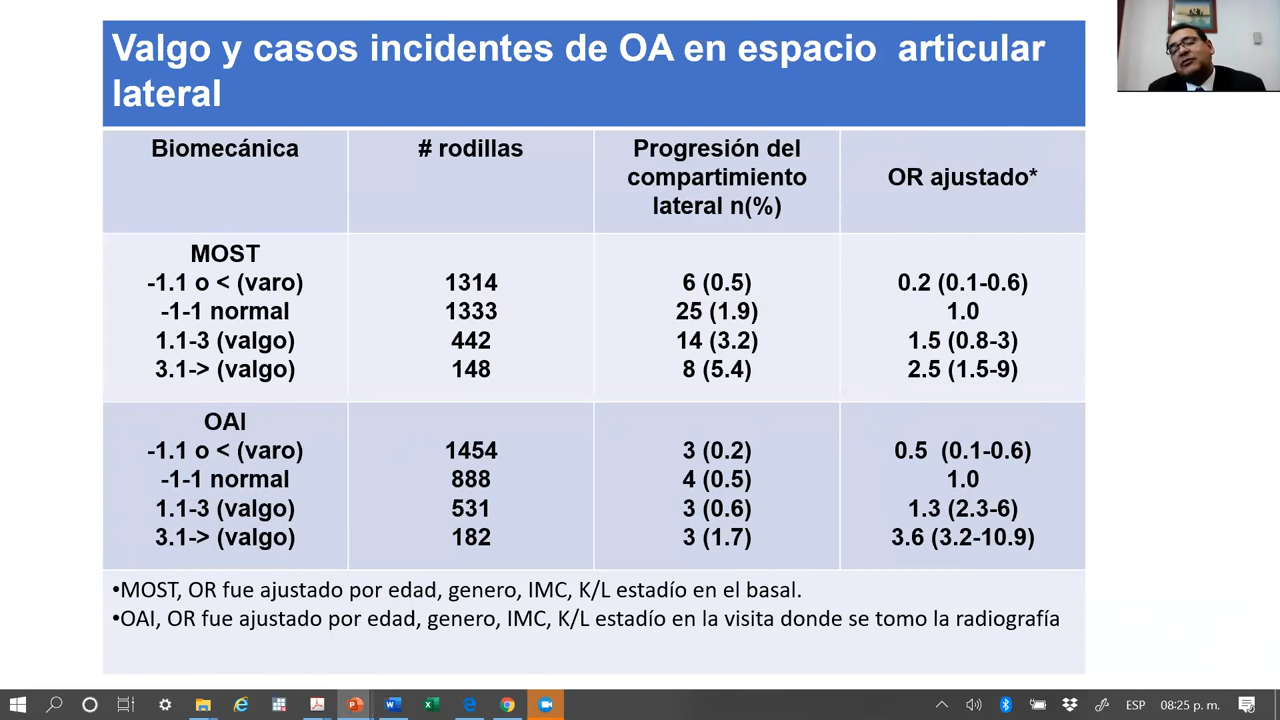 Valgo y casos incidentes de OA en espacio articular
lateral
Biomecánica
# rodillas
Progresión del
compartimiento
lateral n(%)
OR ajustado*
MOST
-1.1 o < (varo) 1314 6 (0.5) 0.2 (0.1-0.6)
-1-1 normal 1333 25 (1.9) 1.0
1.1-3 (valgo) 442 14 (3.2) 1.5 (0.8-3)
3.1-> (valgo) 148 8 (5.4) 2.5 (1.5-9)
OAI
-1.1 o < (varo) 1454 3 (0.2) 0.5 (0.1-0.6)
-1-1 normal 888 4 (0.5) 1.0
1.1-3 (valgo) 531 3 (0.6) 1.3 (2.3-6)
3.1-> (valgo) 182 3 (1.7) 3.6 (3.2-10.9)
•MOST, OR fue ajustado por edad, genero, IMC, K/L estadío en el basal.
•OAI, OR fue ajustado por edad, genero, IMC, K/L estadío en la visita donde se tomo la radiografía
ESP 08:25 p. m.